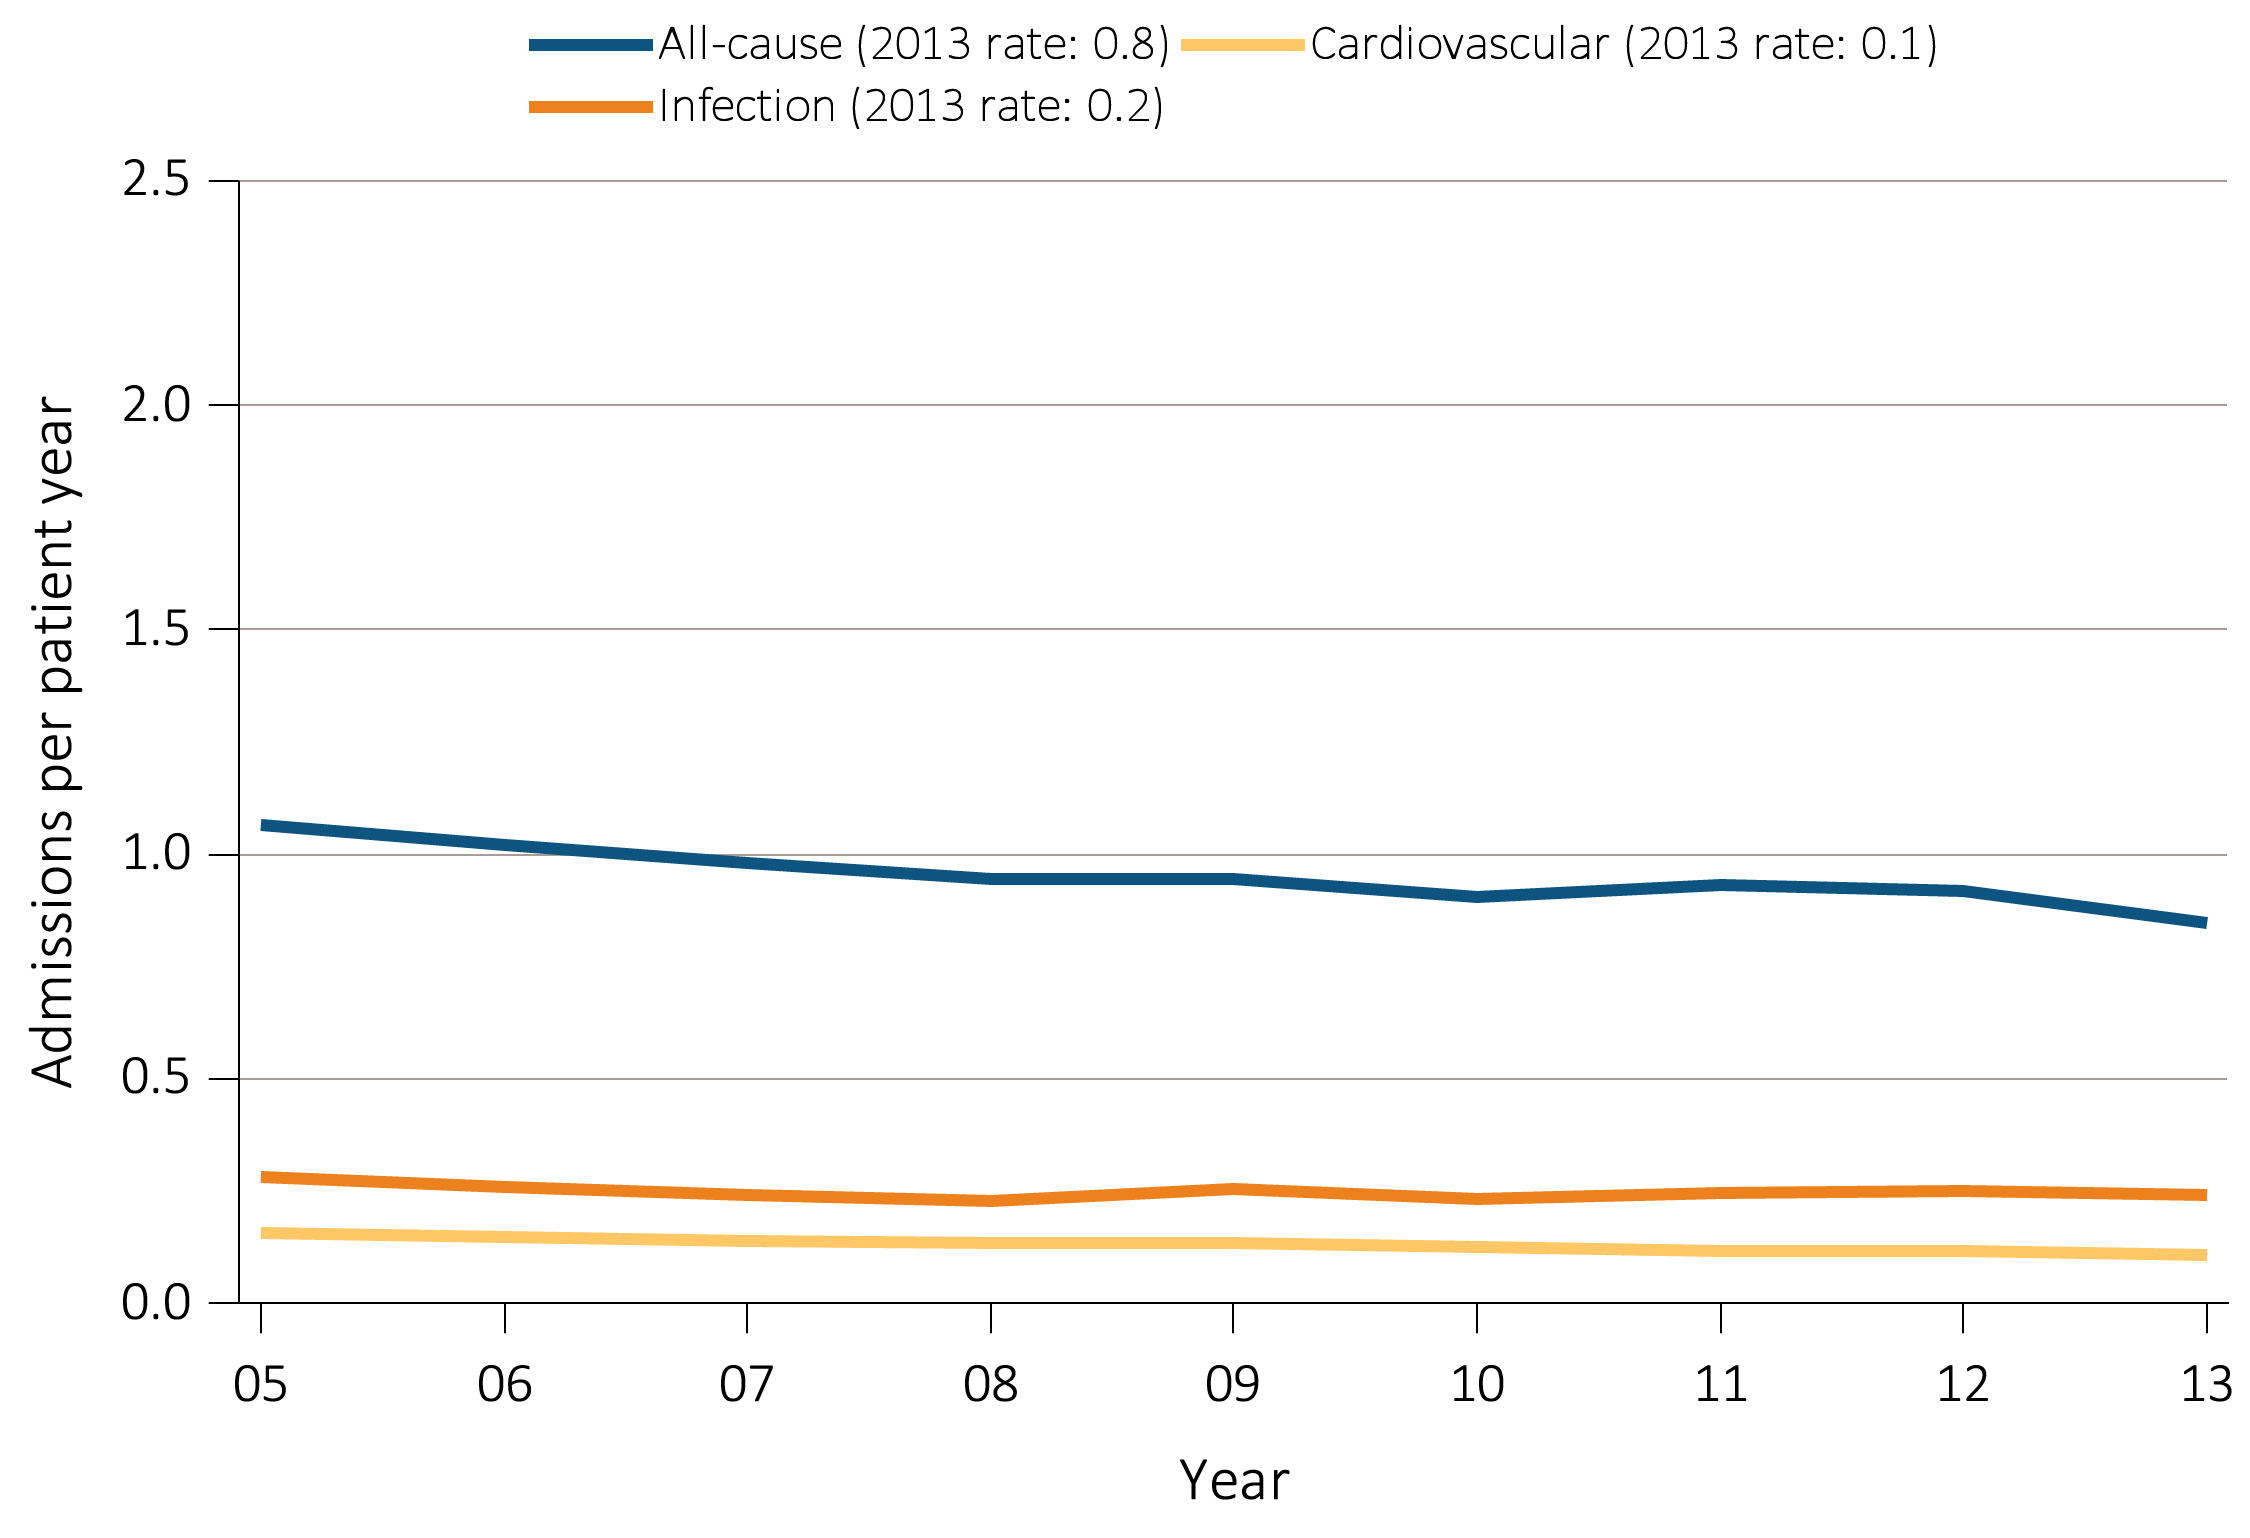 All-cause (2013 rate: 0.8) Cardiovascular (2013 rate: 0.1)
Infection (2013 rate: 0.2)
Admissions per patient year
2.5
2.0
1.5
1.0
0.5
0.0
05 06 07 08 09 10 11 12 13
Year